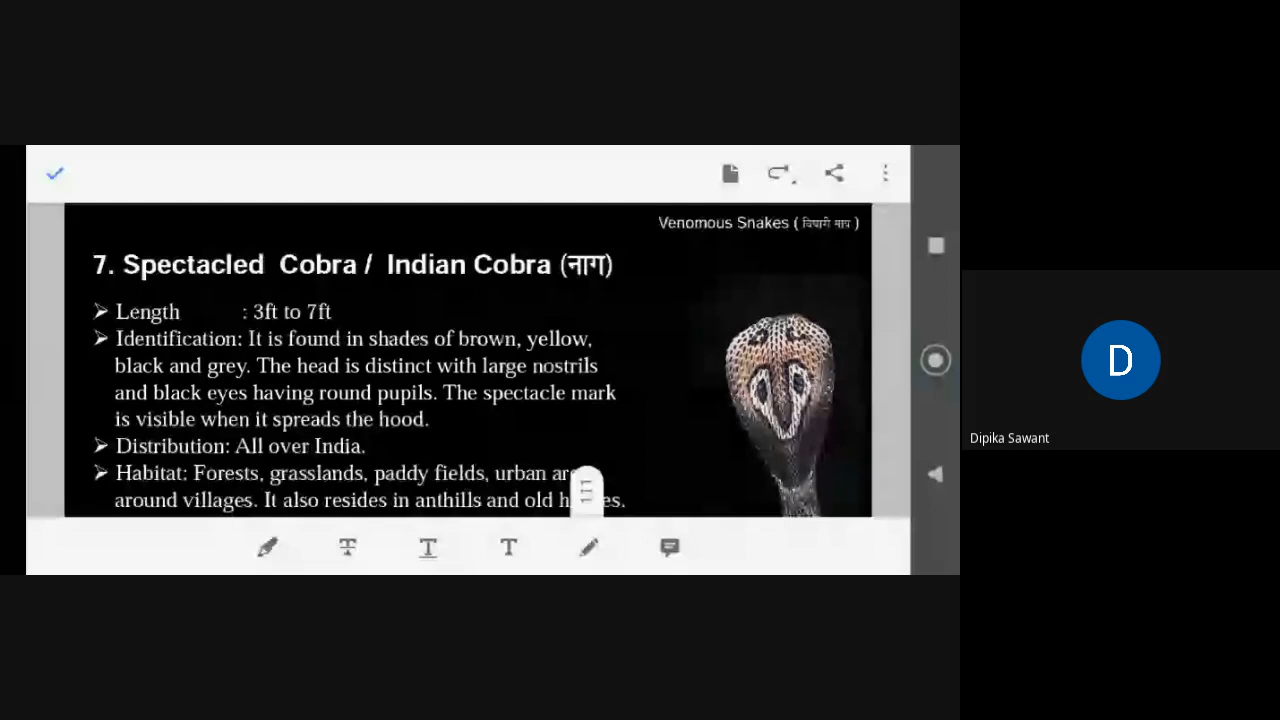 Venomous Snakes ( विषारी साप )
7. Spectacled Cobra / Indian Cobra (नाग)
➢ Length : 3ft to 7ft
➢ Identification: It is found in shades of brown, yellow,
black and grey. The head is distinct with large nostrils
and black eyes having round pupils. The spectacle mark
is visible when it spreads the hood.
➢ Distribution: All over India.
➢ Habitat: Forests, grasslands, paddy fields, urban
around villages. It also resides in anthills and old
D
Dipika Sawant